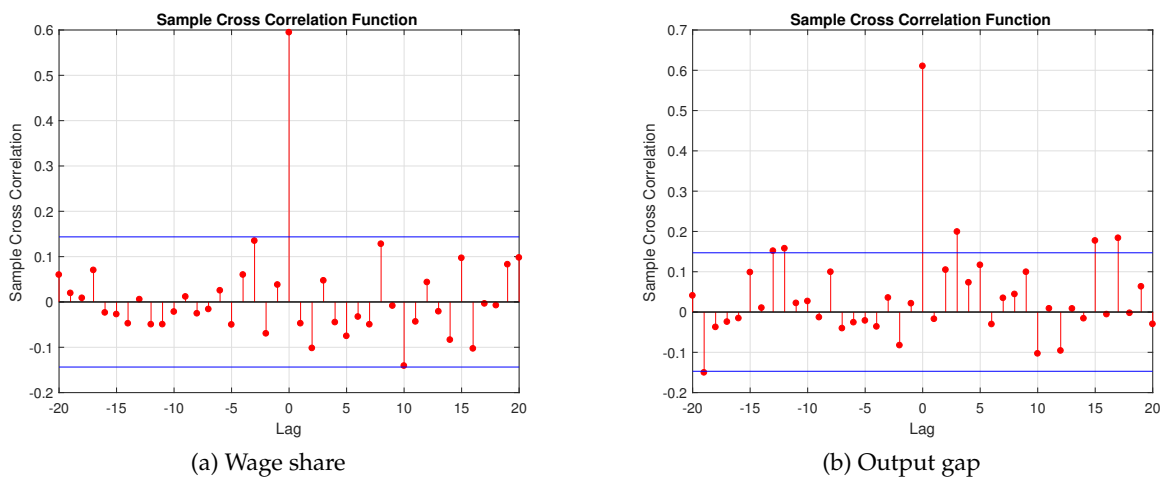 Sample Cross Correlation Function
0.6
0.5
0.4
0.3
0.2
0.1
0
-0.1
-0.2
Sample Cross Correlation
-20 -15 -10 -5 0 5 10 15 20
Lag
(a) Wage share
Sample Cross Correlation Function
0.7
0.6
0.5
0.4
0.3
0.2
0.1
0
-0.1
-0.2
Sample Cross Correlation
-20 -15 -10 -5 0 5 10 15 20
Lag
(b) Output gap